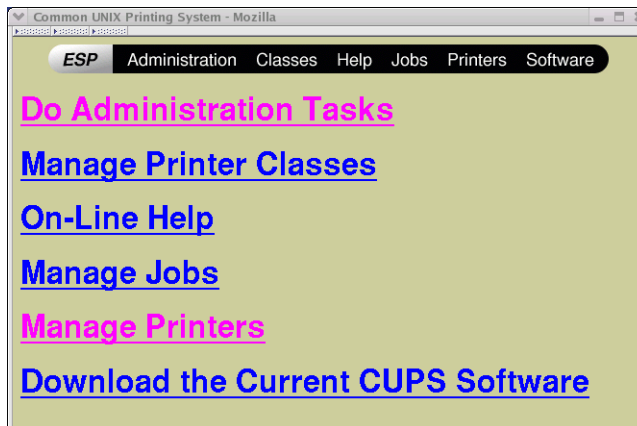 Common UNIX Printing System - Mozilla
ESP Administration Classes Help Jobs Printers Software
Do Administration Tasks
Manage Printer Classes
On-Line Help
Manage Jobs
Manage Printers
Download the Current CUPS Software